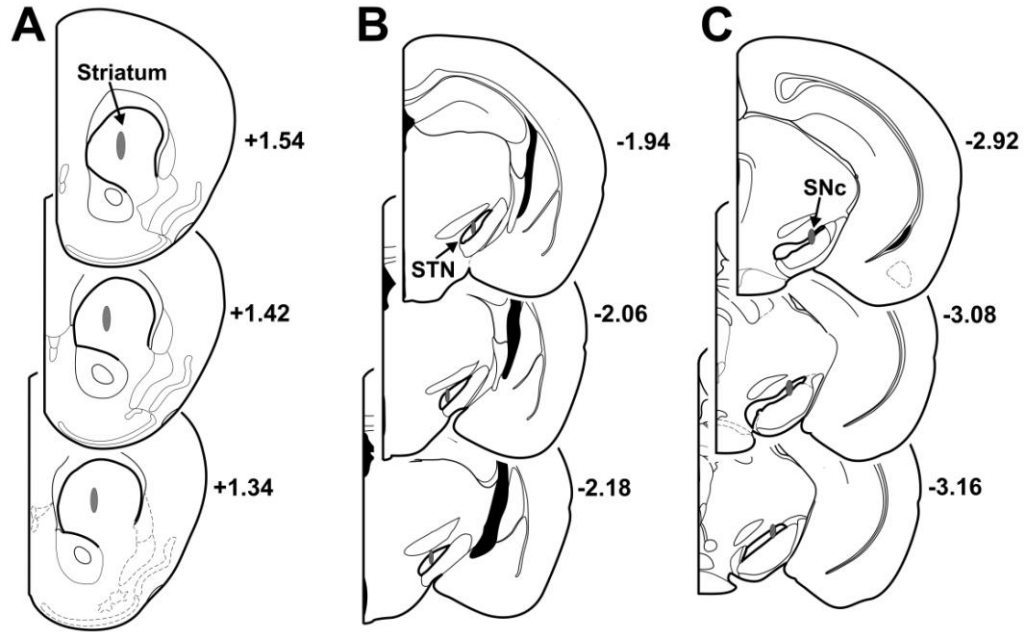 A
Striatum
+1.54
+1.42
+1.34
B
-1.94
STN
-2.06
-2.18
C
-2.92
SNc
-3.08
-3.16